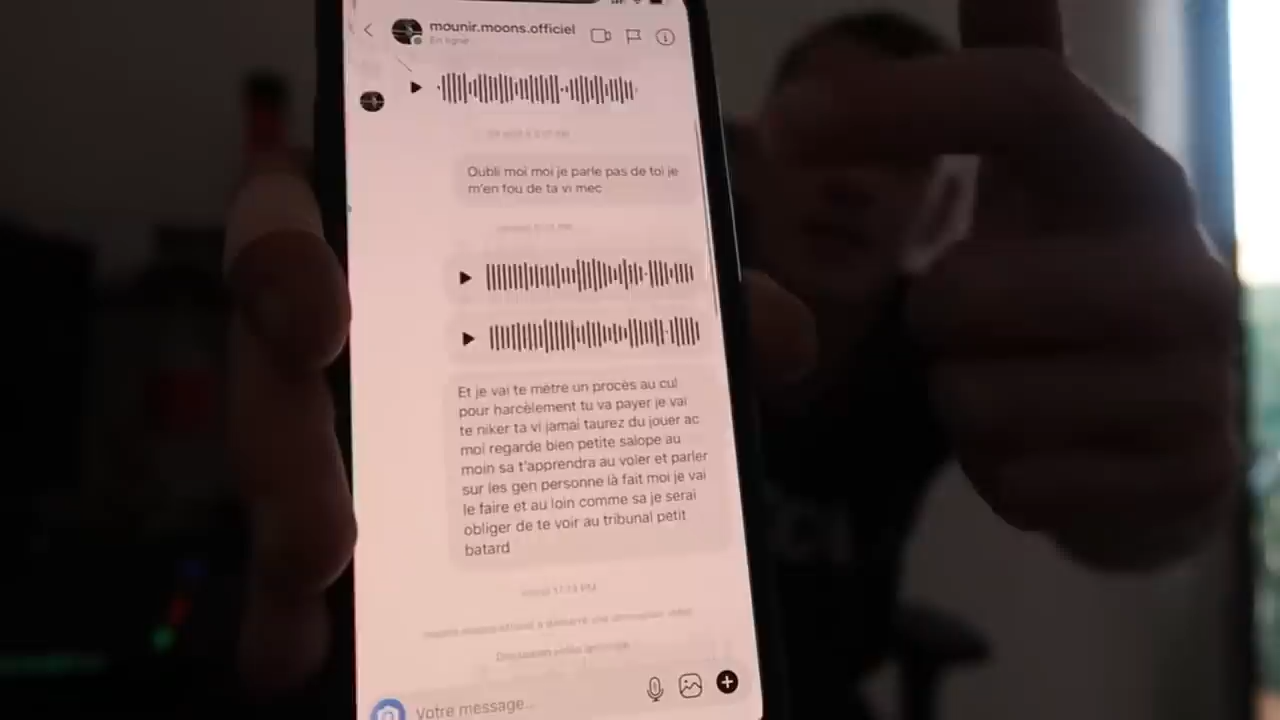 mounir.moons.officiel
En ligne
Oubli moi moi je parle pas de toi je
m'en fou de ta vi mec
Et je vai te mètre un procès au cul
pour harcèlement tu va payer je vai
te niker ta vi jamai taurez du jouer ac
moi regarde bien petite salope au
moin sa t'apprendra au voler et parler
sur les gen personne là fait moi je vai
le faire et au loin comme sa je serai
obliger de te voir au tribunal petit
batard
Votre message...